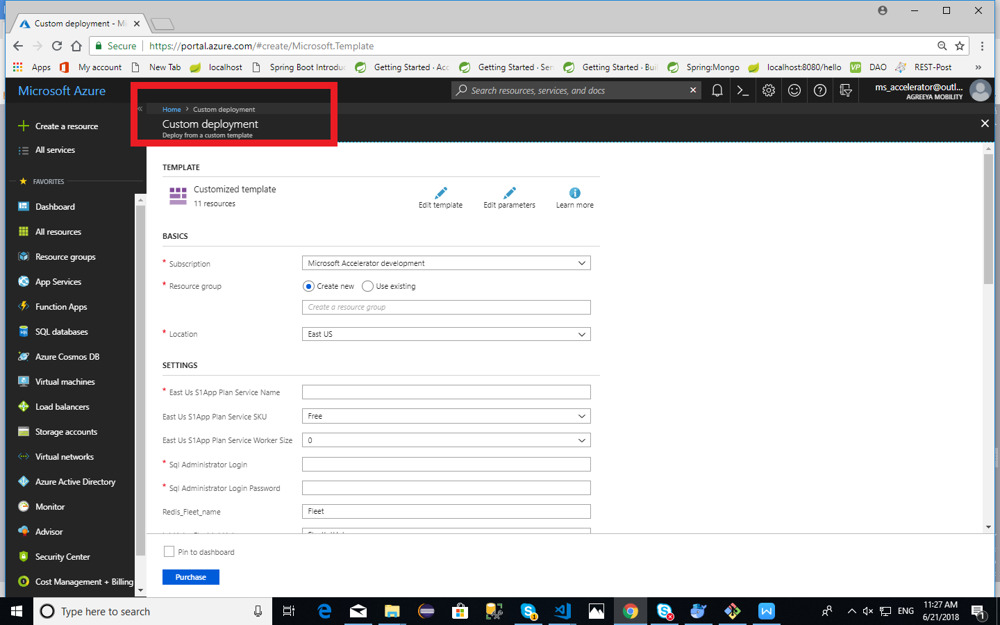 Custom deployment - Mi
Secure
https://portal.azure.com/#create/Microsoft.Template
Apps
My account
New Tab
localhost
Spring Boot Introduc
Getting Started · Acc
Getting Started · Ser
Getting Started · Buil
Spring:Mongo
localhost:8080/hello
VP
DAO
REST-Post
»
Microsoft Azure
Search resources, services, and docs
ms_accelerator@outl...
AGREEYA MOBILITY
«
Home > Custom deployment
Custom deployment
Deploy from a custom template
Create a resource
All services
FAVORITES
Dashboard
All resources
Resource groups
App Services
Function Apps
SQL databases
Azure Cosmos DB
Virtual machines
Load balancers
Storage accounts
Virtual networks
Azure Active Directory
Monitor
Advisor
Security Center
Cost Management + Billing
TEMPLATE
Customized template
11 resources
Edit template
Edit parameters
Learn more
BASICS
* Subscription
Microsoft Accelerator development
* Resource group
Create new
Use existing
Create a resource group
* Location
East US
SETTINGS
* East Us S1App Plan Service Name
East Us S1App Plan Service SKU
Free
East Us S1App Plan Service Worker Size
0
* Sql Administrator Login
* Sql Administrator Login Password
Redis_Fleet_name
Fleet
Pin to dashboard
Purchase
Type here to search
ENG
11:27 AM
6/21/2018
1